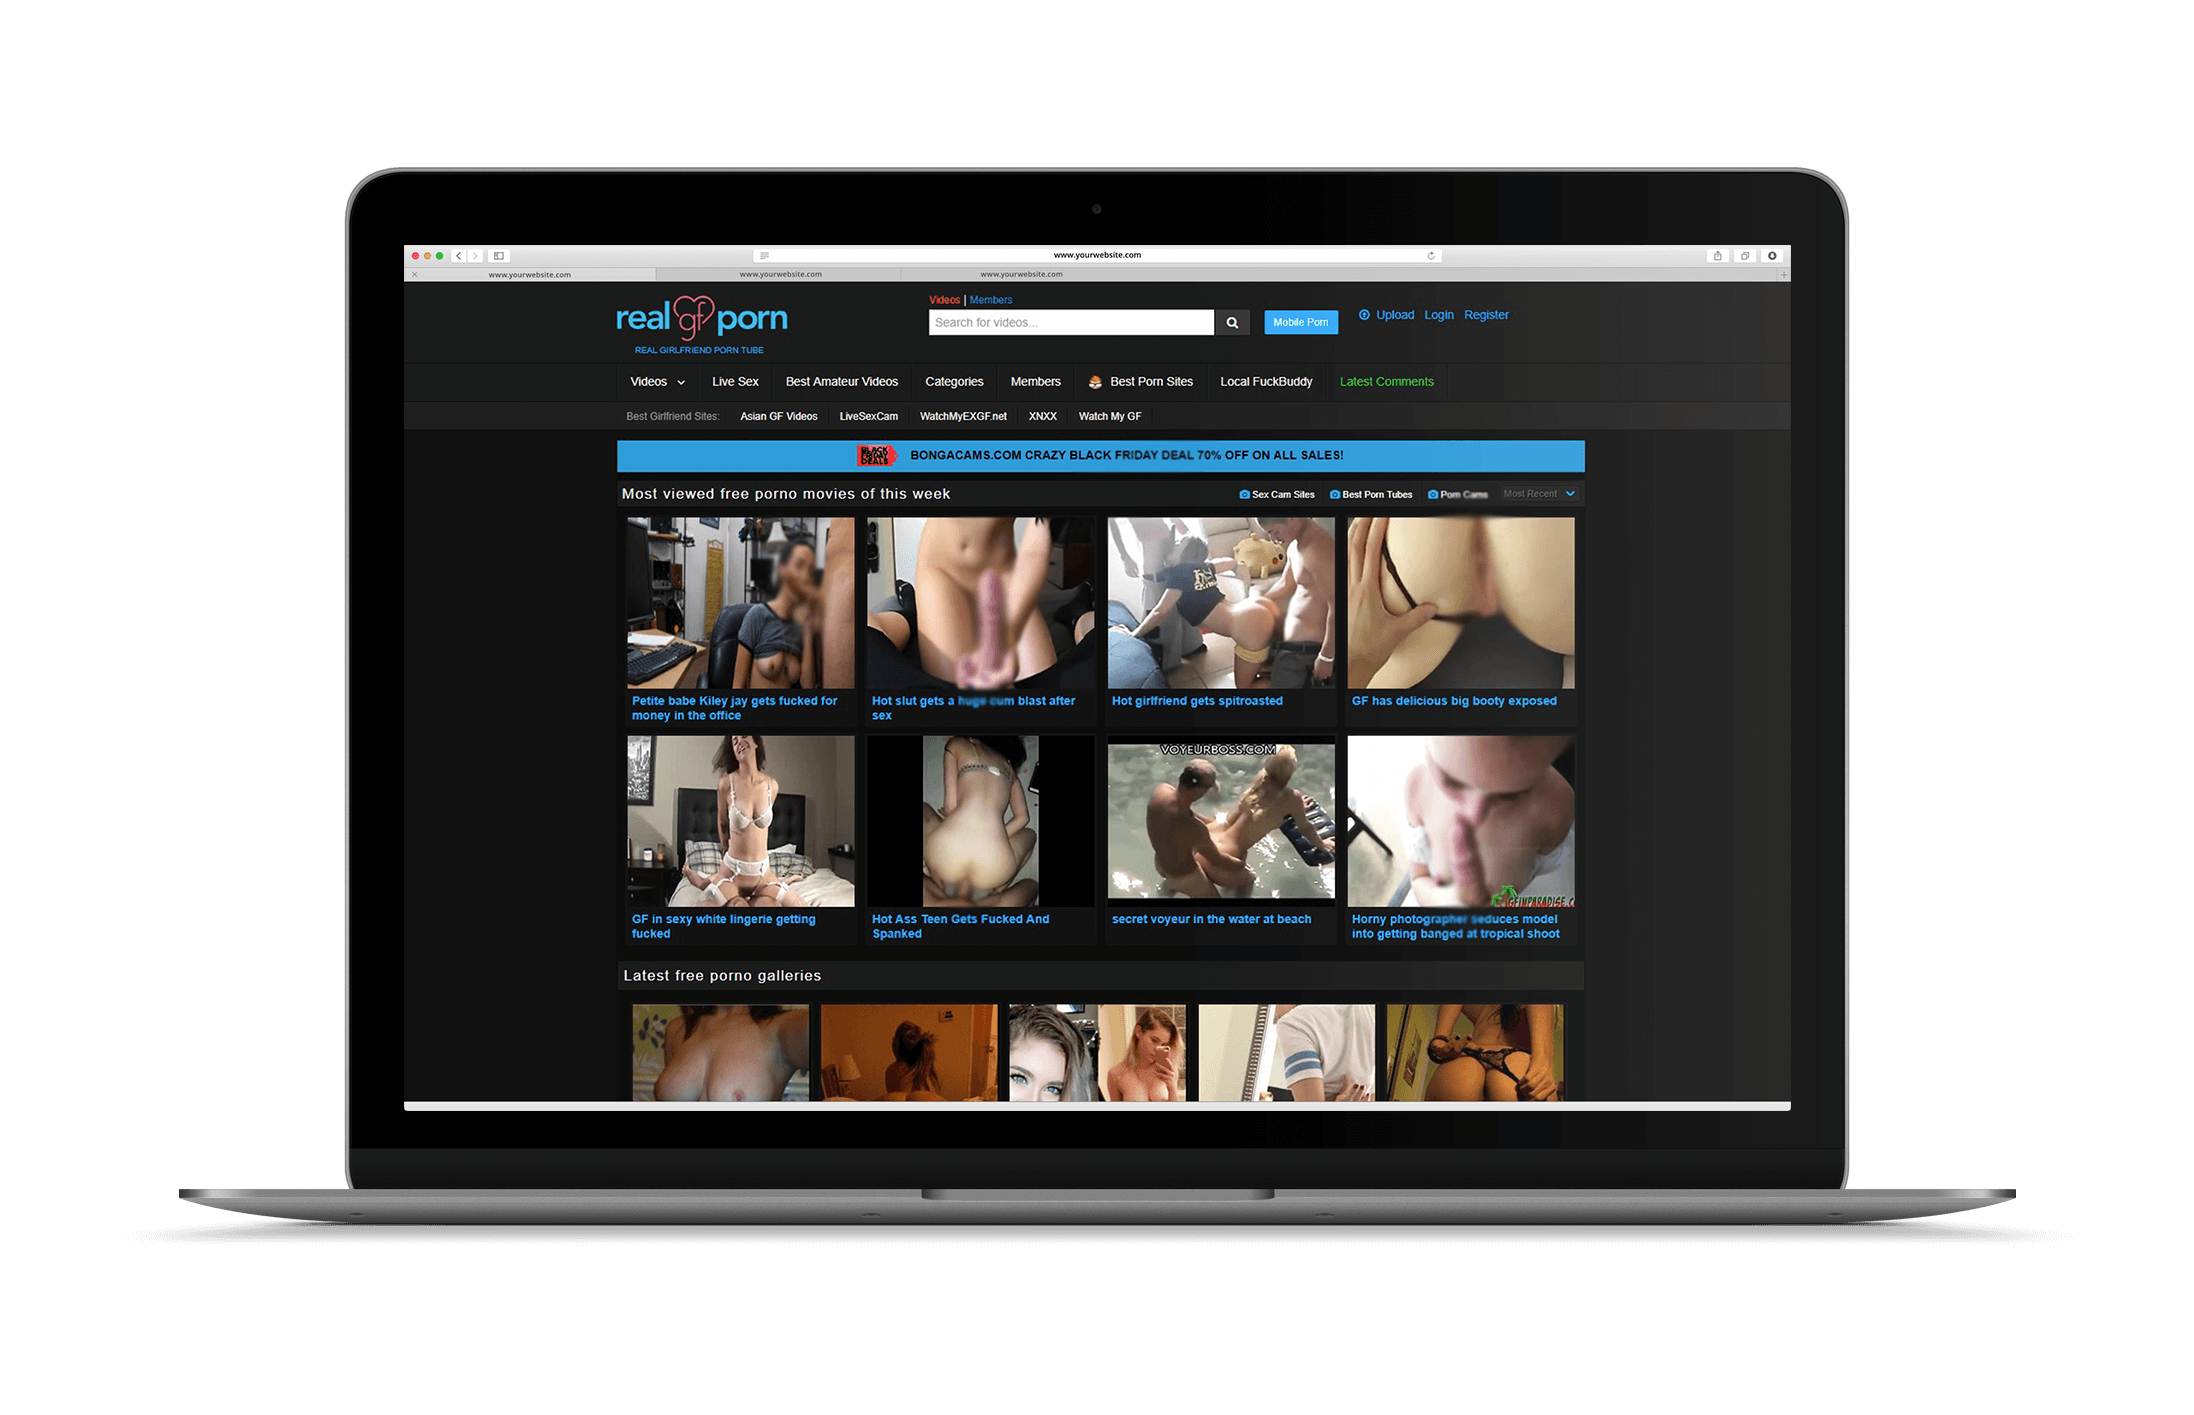 www.yourwebsite.com
www.yourwebsite.com
www.yourwebsite.com
www.yourwebsite.com
real gf porn
REAL GIRLFRIEND PORN TUBE
Videos | Members
Search for videos...
Mobile Porn
Upload Login Register
Videos Live Sex Best Amateur Videos Categories Members Best Porn Sites Local FuckBuddy Latest Comments
Best Girlfriend Sites: Asian GF Videos LiveSexCam WatchMyEXGF.net XNXX Watch My GF
BLACK FRIDAY DEALS BONGACAMS.COM CRAZY BLACK FRIDAY DEAL 70% OFF ON ALL SALES!
Most viewed free porno movies of this week
Sex Cam Sites Best Porn Tubes Porn Cams Most Recent
Petite babe Kiley jay gets fucked for
money in the office
Hot slut gets a huge cum blast after
sex
Hot girlfriend gets spitroasted
GF has delicious big booty exposed
VOYEURBOSS.COM
GF in sexy white lingerie getting
fucked
Hot Ass Teen Gets Fucked And
Spanked
secret voyeur in the water at beach
Horny photographer seduces model
into getting banged at tropical shoot
Latest free porno galleries